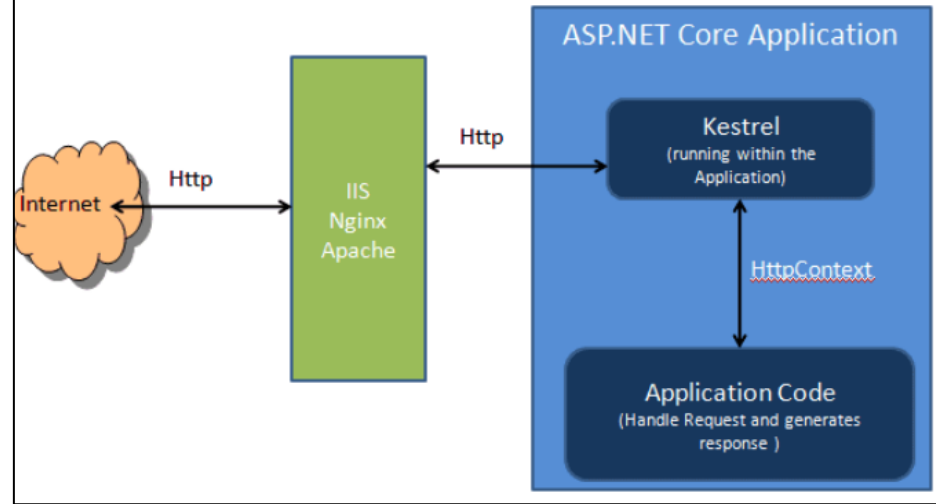 ASP.NET Core Application
Kestrel
(running within the
Application)
Http
Http
Internet
IIS
Nginx
Apache
HttpContext
Application Code
(Handle Request and generates
response )